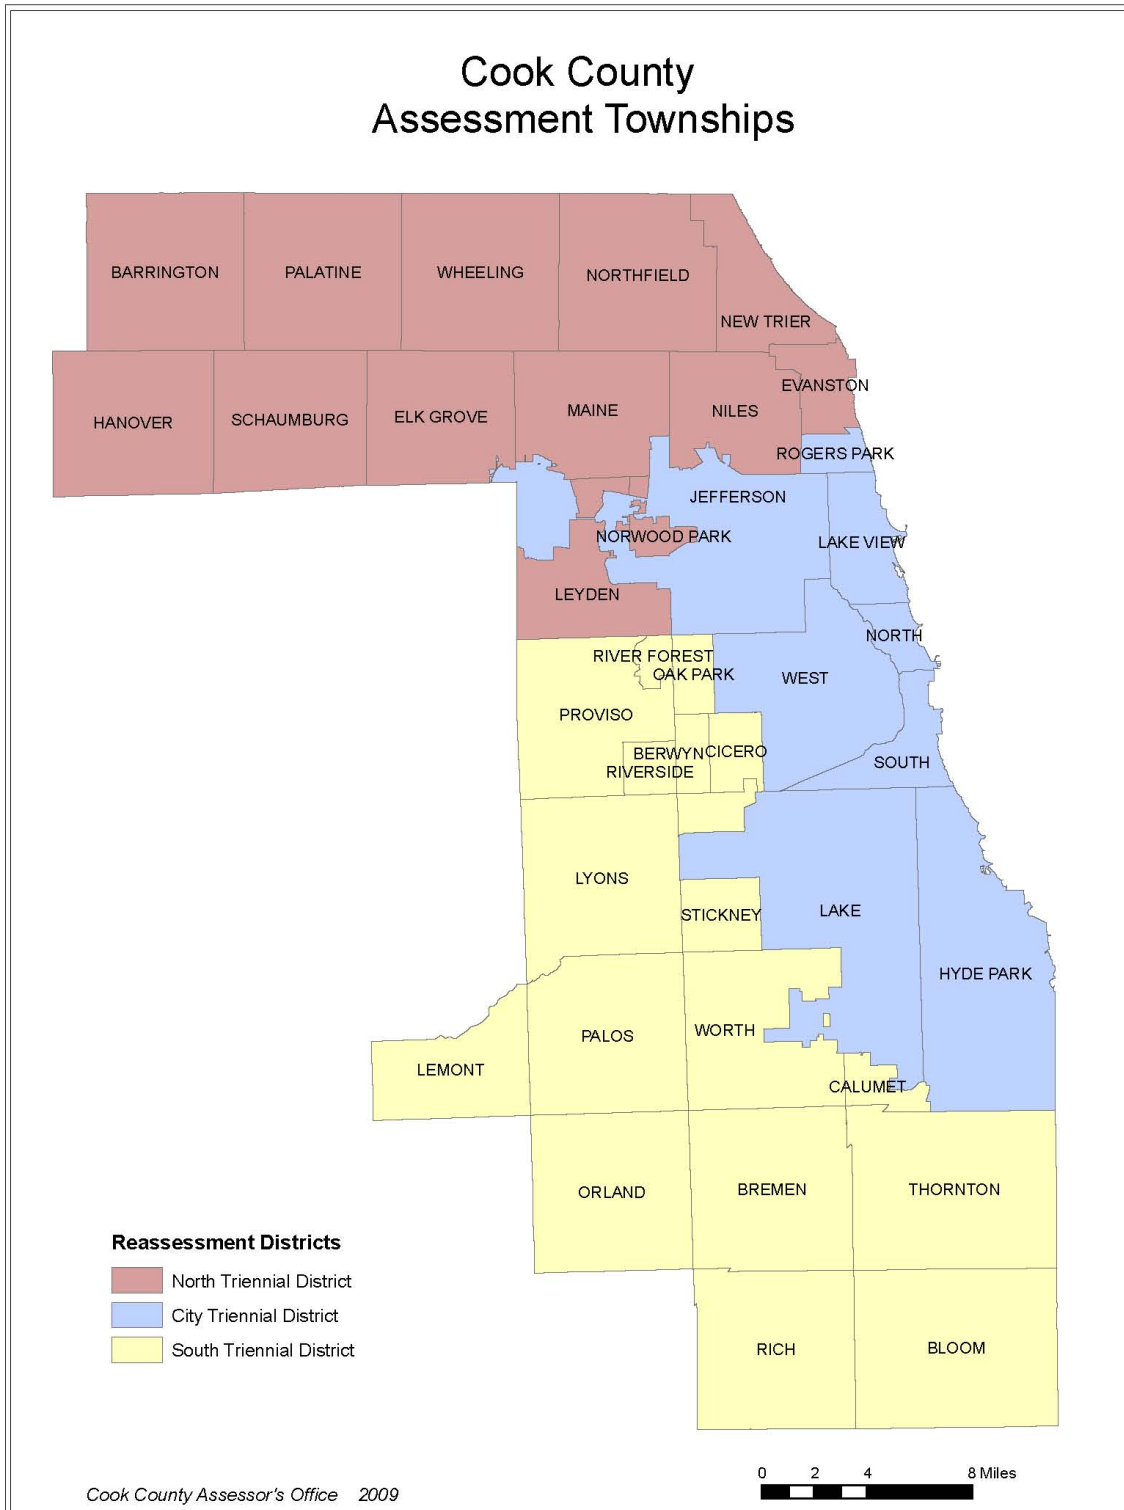 Cook County
Assessment Townships
BARRINGTON
PALATINE
WHEELING
NORTHFIELD
NEW TRIER
HANOVER
SCHAUMBURG
ELK GROVE
MAINE
NILES
EVANSTON
ROGERS PARK
JEFFERSON
NORWOOD PARK
LAKE VIEW
LEYDEN
NORTH
RIVER FOREST
OAK PARK
WEST
PROVISO
BERWYN
CICERO
RIVERSIDE
SOUTH
LYONS
STICKNEY
LAKE
HYDE PARK
PALOS
WORTH
LEMONT
CALUMET
ORLAND
BREMEN
THORNTON
RICH
BLOOM
Reassessment Districts
North Triennial District
City Triennial District
South Triennial District
0 2 4 8 Miles
Cook County Assessor's Office 2009